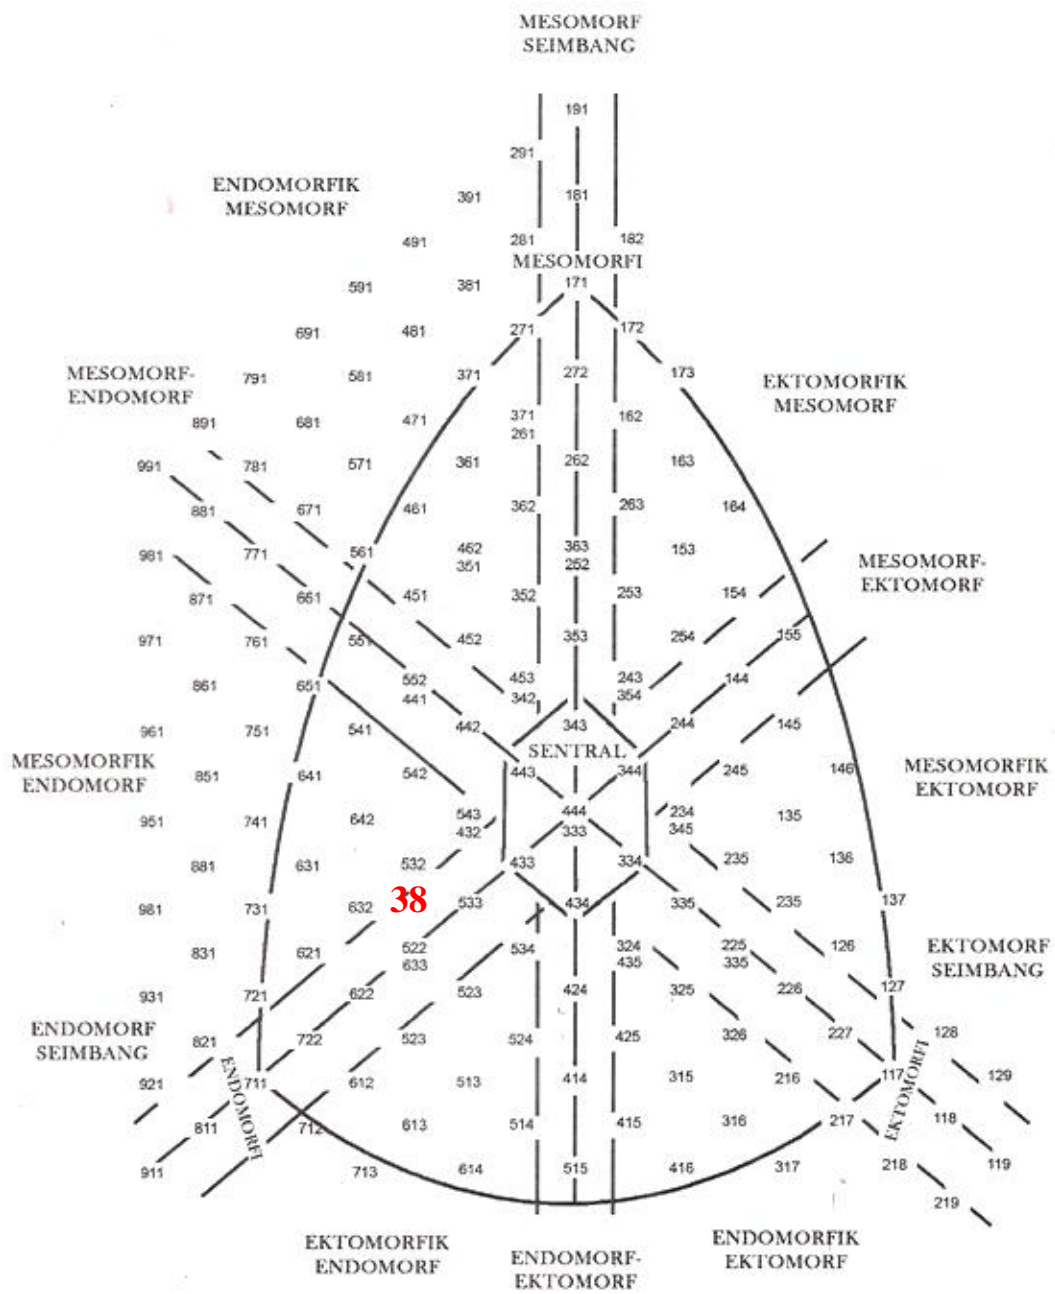 MESOMORF
SEIMBANG
191
291
ENDOMORFIK
MESOMORF
391 181
491 281 182
MESOMORFI
591 381 171
691 481 271 172
MESOMORF-
ENDOMORF
791 581 371 272 173
EKTOMORFIK
MESOMORF
891 681 471 371 162
261
991 781 571 361 262 163
881 671 461 362 263 164
981 771 561 462 363 153
351 252
MESOMORF-
EKTOMORF
871 661 451 352 253 154
971 761 551 452 353 254 155
861 651 552 453 243 144
441 342 354
961 751 541 442 343 244 145
MESOMORFIK
ENDOMORF
SENTRAL
MESOMORFIK
EKTOMORF
851 641 542 443 344 245 146
951 741 642 543 444 234 135
432 333 345
881 631 532 433 334 235 136
981 731 632 38 533 434 335 235 137
831 621 522 534 324 225 126
633 435 335
EKTOMORF
SEIMBANG
931 721 622 523 424 325 226 127
ENDOMORF
SEIMBANG
821 722 523 524 425 326 227 128
921 711 612 513 414 315 216 117 129
ENDOMORFI
EKTOMORFI
811 712 613 514 415 316 217 118
911 713 614 515 416 317 218 119
219
EKTOMORFIK
ENDOMORF
ENDOMORF-
EKTOMORF
ENDOMORFIK
EKTOMORF